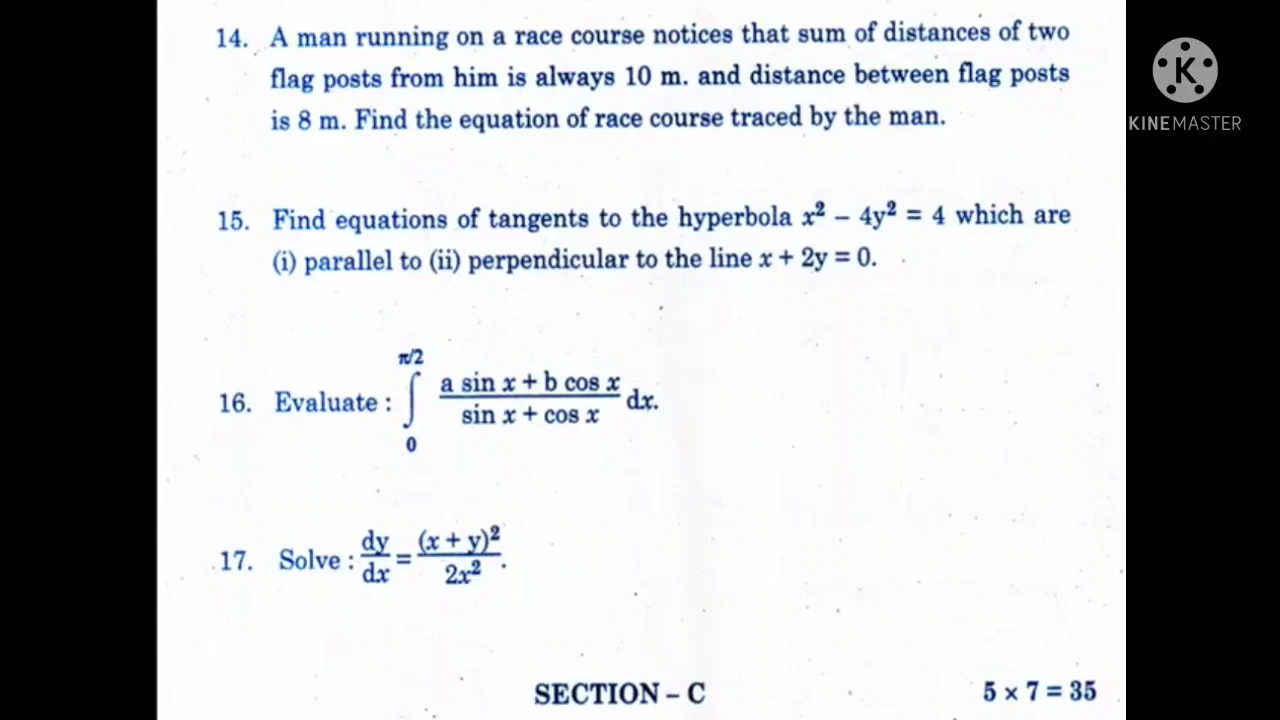 14. A man running on a race course notices that sum of distances of two
flag posts from him is always 10 m. and distance between flag posts
is 8 m. Find the equation of race course traced by the man.
K
KINEMASTER
15. Find equations of tangents to the hyperbola x² – 4y² = 4 which are
(i) parallel to (ii) perpendicular to the line x + 2y = 0.
16. Evaluate : ∫₀^(π/2) (a sin x + b cos x)/(sin x + cos x) dx.
17. Solve : dy/dx = (x + y)²/2x².
SECTION – C 5 × 7 = 35